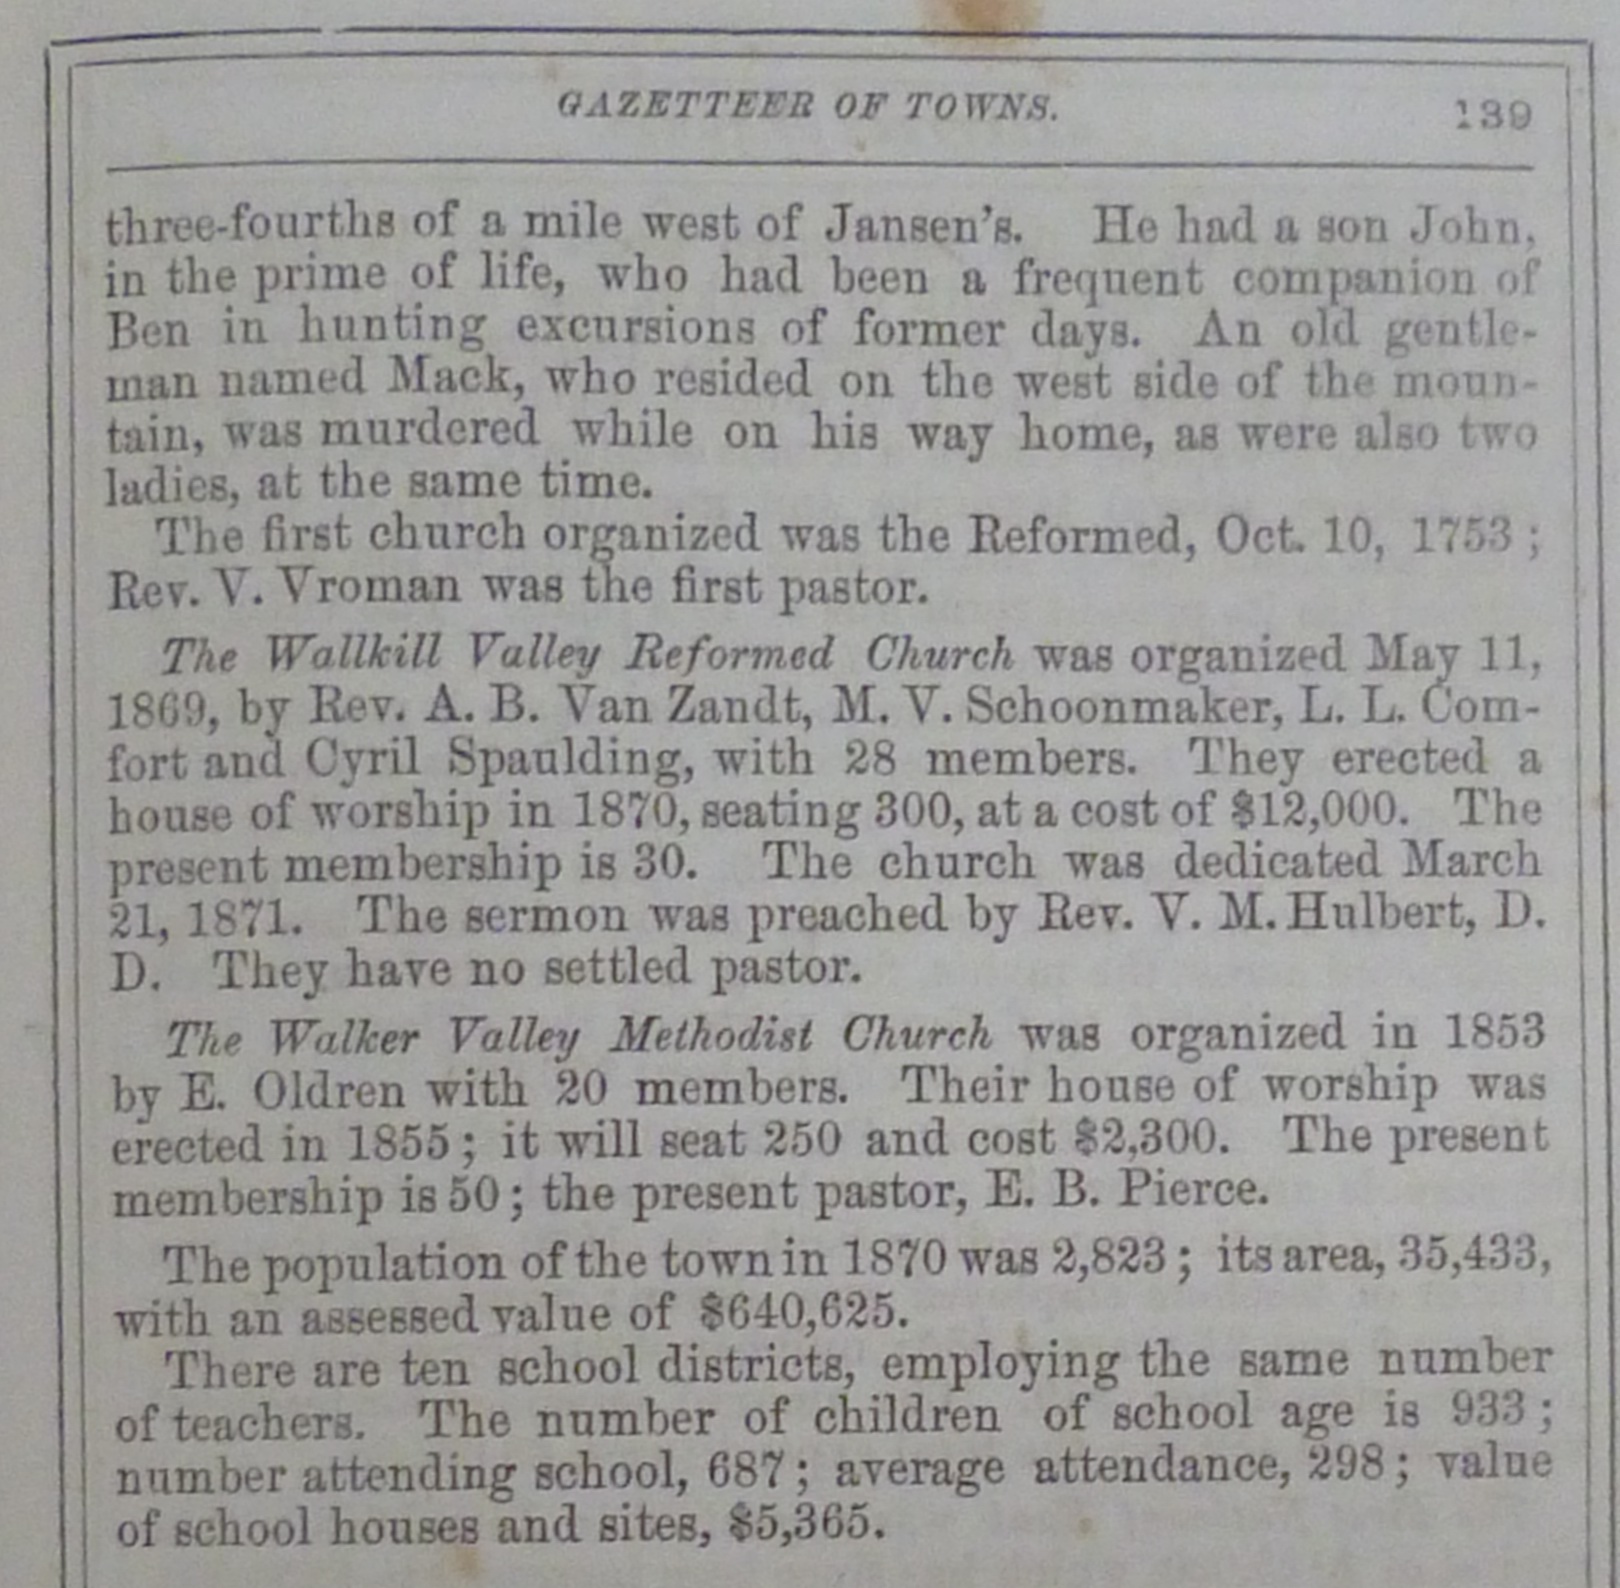 GAZETTEER OF TOWNS. 139
three-fourths of a mile west of Jansen's. He had a son John,
in the prime of life, who had been a frequent companion of
Ben in hunting excursions of former days. An old gentle-
man named Mack, who resided on the west side of the moun-
tain, was murdered while on his way home, as were also two
ladies, at the same time.
The first church organized was the Reformed, Oct. 10, 1753;
Rev. V. Vroman was the first pastor.
The Wallkill Valley Reformed Church was organized May 11,
1869, by Rev. A. B. Van Zandt, M. V. Schoonmaker, L. L. Com-
fort and Cyril Spaulding, with 28 members. They erected a
house of worship in 1870, seating 300, at a cost of $12,000. The
present membership is 30. The church was dedicated March
21, 1871. The sermon was preached by Rev. V. M. Hulbert, D.
D. They have no settled pastor.
The Walker Valley Methodist Church was organized in 1853
by E. Oldren with 20 members. Their house of worship was
erected in 1855; it will seat 250 and cost $2,300. The present
membership is 50; the present pastor, E. B. Pierce.
The population of the town in 1870 was 2,823; its area, 35,433,
with an assessed value of $640,625.
There are ten school districts, employing the same number
of teachers. The number of children of school age is 933;
number attending school, 687; average attendance, 298; value
of school houses and sites, $5,365.